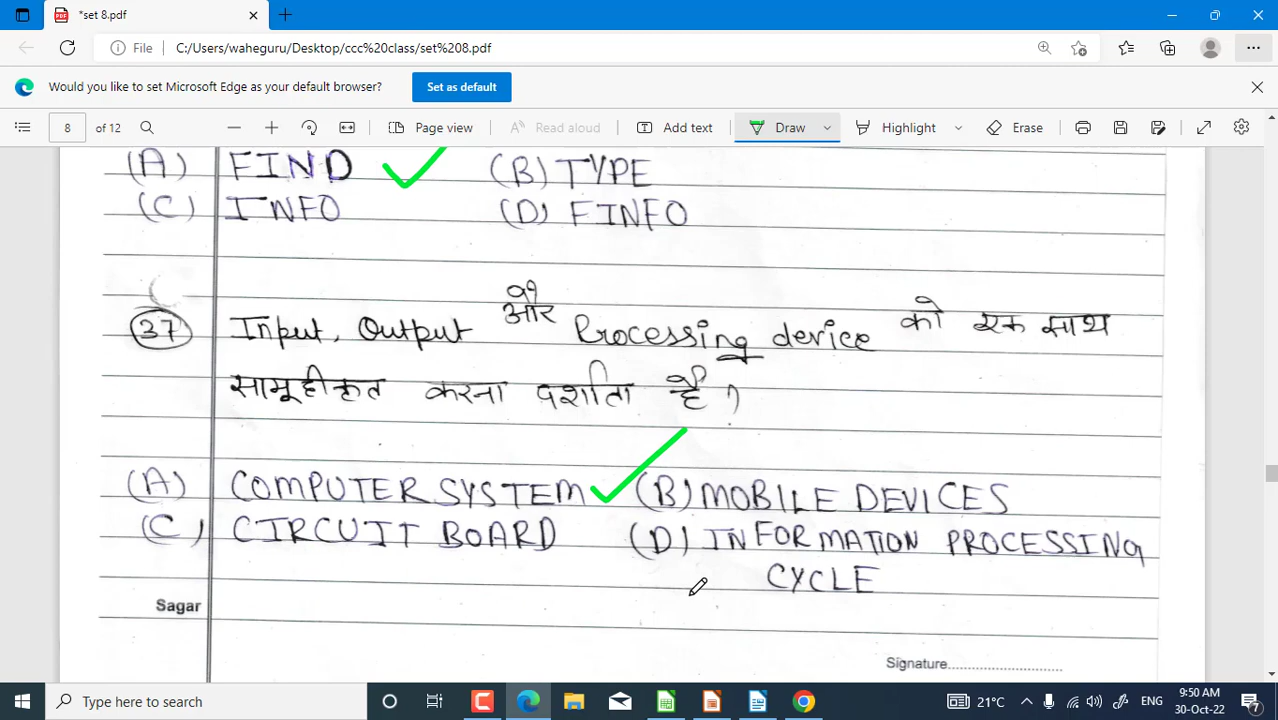 *set 8.pdf
File
C:/Users/waheguru/Desktop/ccc%20class/set%208.pdf
Would you like to set Microsoft Edge as your default browser?
Set as default
8 of 12
Page view
Read aloud
Add text
Draw
Highlight
Erase
(A) FIND (B) TYPE
(C) INFO (D) FINFO
(37) Input, Output और Processing device को एक साथ
सामूहीकृत करना दर्शाता है ?
(A) COMPUTER SYSTEM (B) MOBILE DEVICES
(C) CIRCUIT BOARD (D) INFORMATION PROCESSING
CYCLE
Sagar
Signature........................
Type here to search
21°C
ENG
9:50 AM
30-Oct-22
7